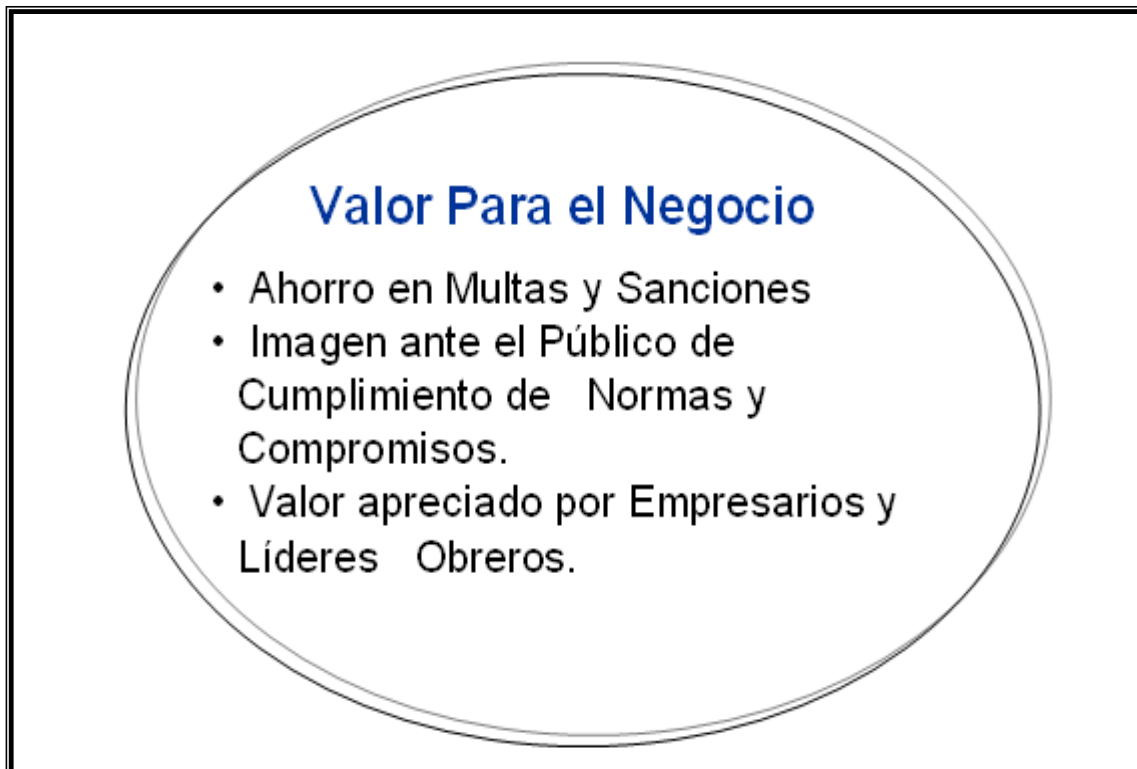 Valor Para el Negocio
• Ahorro en Multas y Sanciones
• Imagen ante el Público de
Cumplimiento de Normas y
Compromisos.
• Valor apreciado por Empresarios y
Líderes Obreros.